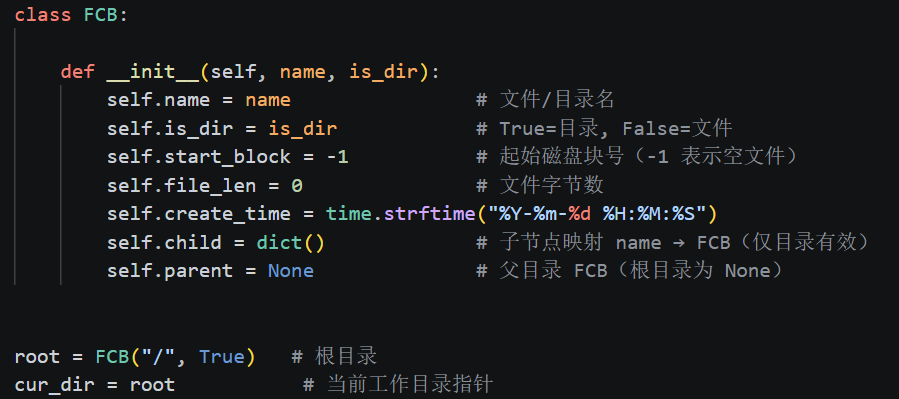 class FCB:
    def __init__(self, name, is_dir):
        self.name = name                # 文件/目录名
        self.is_dir = is_dir            # True=目录, False=文件
        self.start_block = -1           # 起始磁盘块号（-1 表示空文件）
        self.file_len = 0               # 文件字节数
        self.create_time = time.strftime("%Y-%m-%d %H:%M:%S")
        self.child = dict()             # 子节点映射 name → FCB（仅目录有效）
        self.parent = None              # 父目录 FCB（根目录为 None）
root = FCB("/", True)   # 根目录
cur_dir = root           # 当前工作目录指针